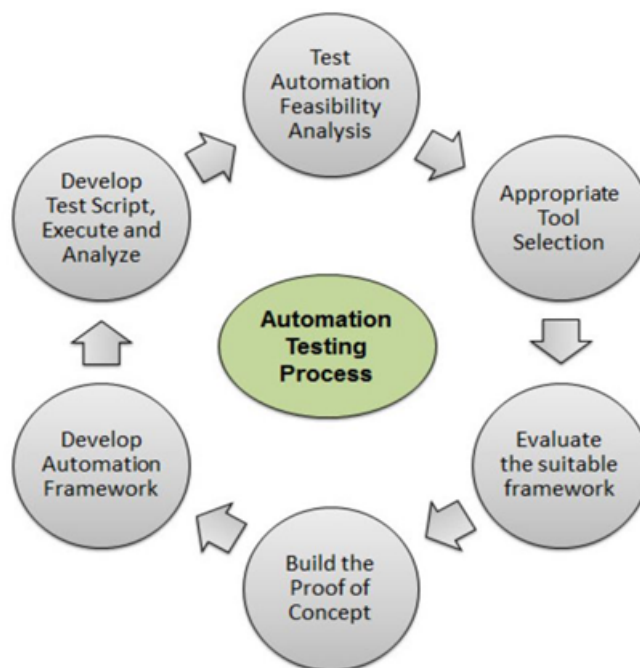 Test
Automation
Feasibility
Analysis
Appropriate
Tool
Selection
Evaluate
the suitable
framework
Build the
Proof of
Concept
Develop
Automation
Framework
Develop
Test Script,
Execute and
Analyze
Automation
Testing
Process